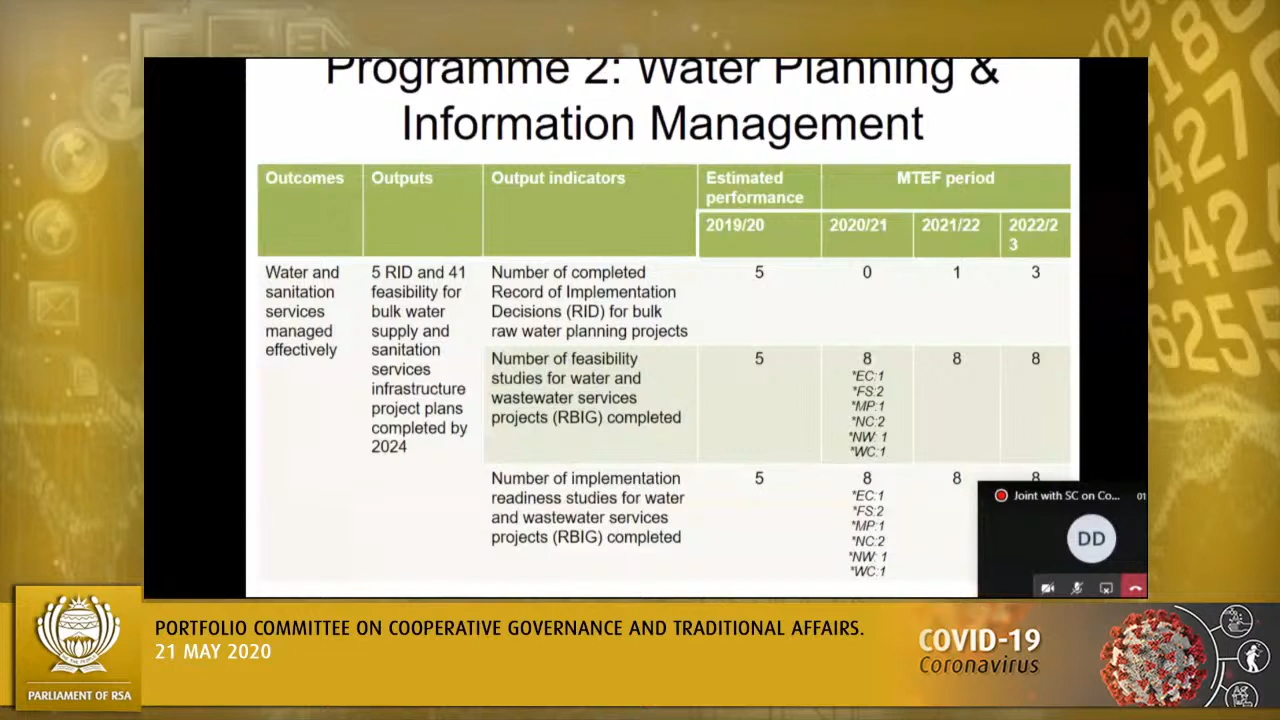 Programme 2: Water Planning &
Information Management
Outcomes
Outputs
Output indicators
Estimated
performance
MTEF period
2019/20
2020/21
2021/22
2022/2
3
Water and
sanitation
services
managed
effectively
5 RID and 41
feasibility for
bulk water
supply and
sanitation
services
infrastructure
project plans
completed by
2024
Number of completed
Record of Implementation
Decisions (RID) for bulk
raw water planning projects
5
0
1
3
Number of feasibility
studies for water and
wastewater services
projects (RBIG) completed
5
8
*EC:1
*FS:2
*MP:1
*NC:2
*NW: 1
*WC:1
8
8
Number of implementation
readiness studies for water
and wastewater services
projects (RBIG) completed
5
8
*EC:1
*FS:2
*MP:1
*NC:2
*NW: 1
*WC:1
8
8
Joint with SC on Co...
01
DD
PARLIAMENT OF RSA
PORTFOLIO COMMITTEE ON COOPERATIVE GOVERNANCE AND TRADITIONAL AFFAIRS.
21 MAY 2020
COVID-19
Coronavirus